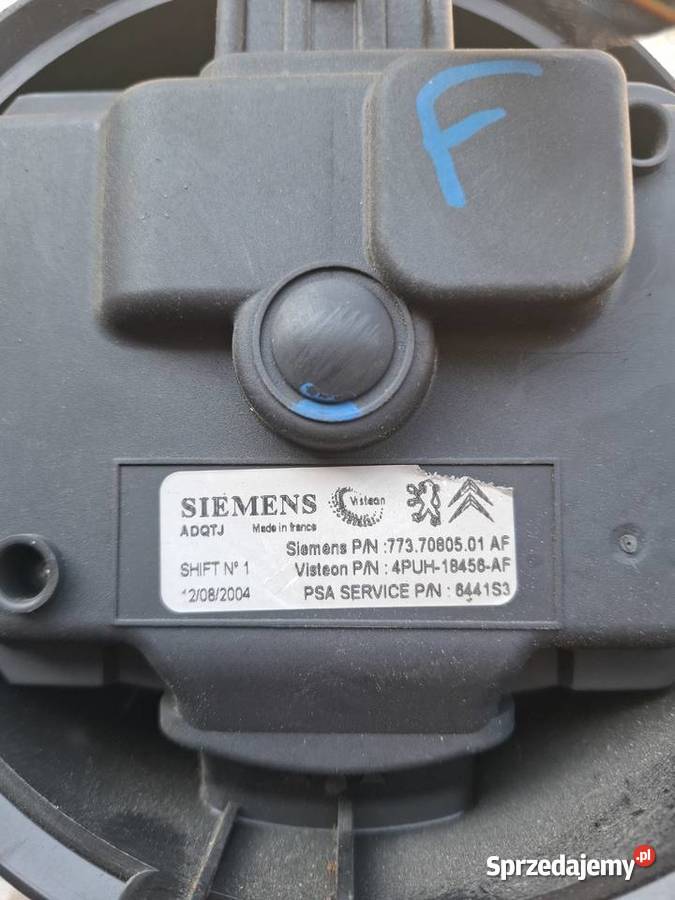 F
SIEMENS Visteon
ADQTJ Made in france
Siemens P/N :773.70805.01 AF
SHIFT N° 1 Visteon P/N : 4PUH-18456-AF
12/08/2004 PSA SERVICE P/N : 6441S3
Sprzedajemy.pl